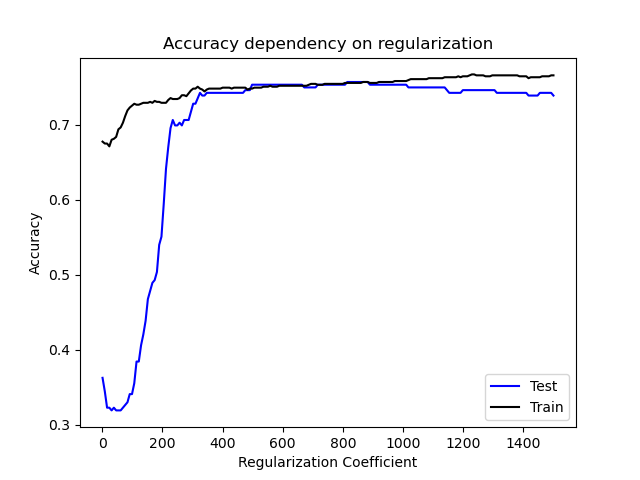 Accuracy dependency on regularization
Accuracy
0.7
0.6
0.5
0.4
0.3
0 200 400 600 800 1000 1200 1400
Regularization Coefficient
Test
Train